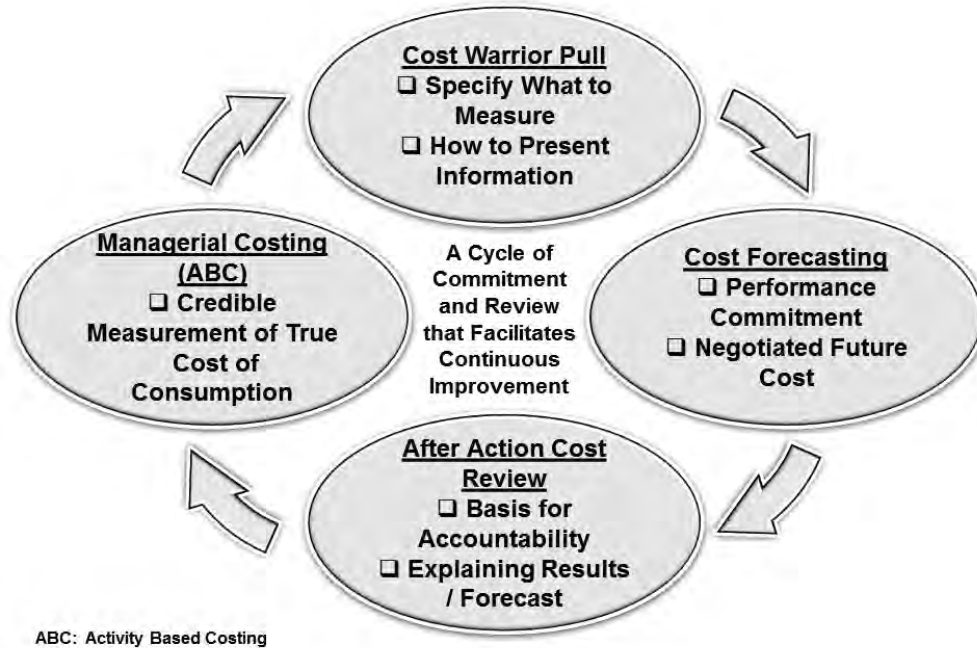 Cost Warrior Pull
❑ Specify What to
Measure
❑ How to Present
Information
Cost Forecasting
❑ Performance
Commitment
❑ Negotiated Future
Cost
After Action Cost
Review
❑ Basis for
Accountability
❑ Explaining Results
/ Forecast
Managerial Costing
(ABC)
❑ Credible
Measurement of True
Cost of
Consumption
A Cycle of
Commitment
and Review
that Facilitates
Continuous
Improvement
ABC: Activity Based Costing